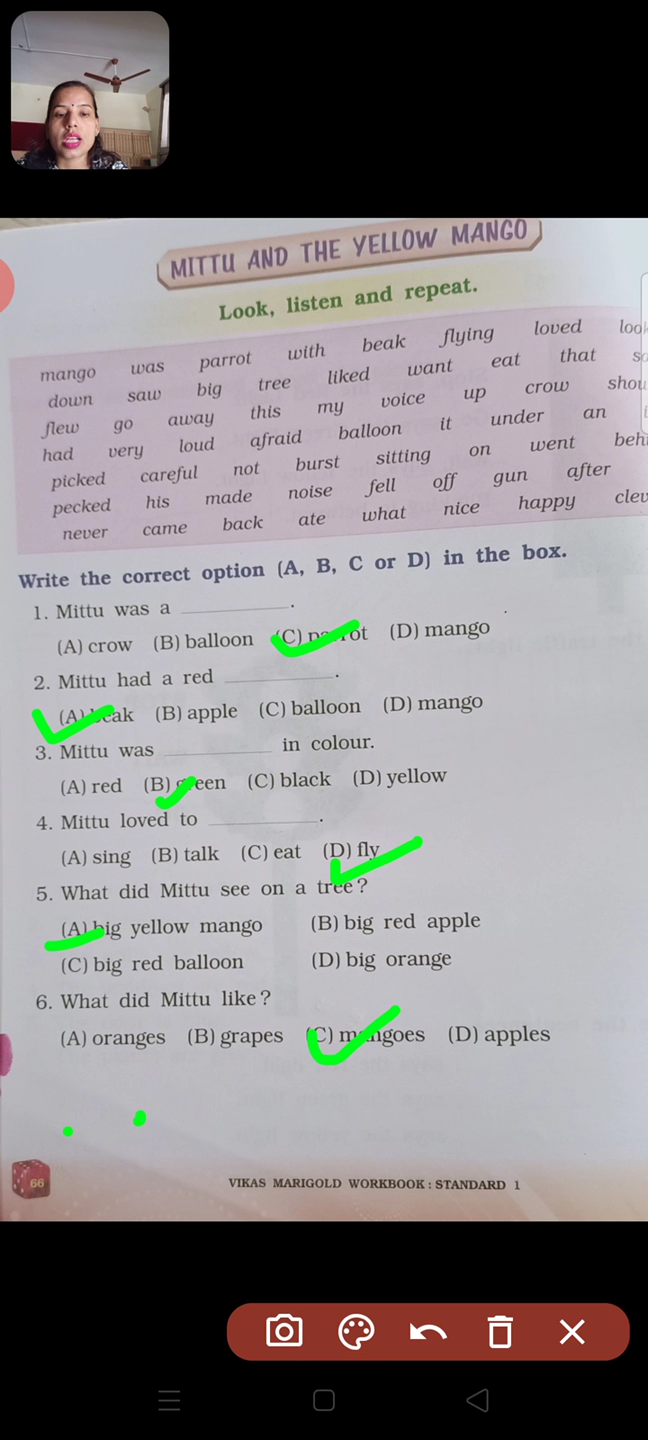 MITTU AND THE YELLOW MANGO
Look, listen and repeat.
mango was parrot with beak flying loved
down saw big tree liked want eat that
flew go away this my voice up crow
had very loud afraid balloon it under an
picked careful not burst sitting on went
pecked his made noise fell off gun after
never came back ate what nice happy
Write the correct option (A, B, C or D) in the box.
1. Mittu was a ________.
(A) crow (B) balloon (C) parrot (D) mango
2. Mittu had a red ________.
(A) beak (B) apple (C) balloon (D) mango
3. Mittu was ________ in colour.
(A) red (B) green (C) black (D) yellow
4. Mittu loved to ________.
(A) sing (B) talk (C) eat (D) fly
5. What did Mittu see on a tree?
(A) big yellow mango (B) big red apple
(C) big red balloon (D) big orange
6. What did Mittu like?
(A) oranges (B) grapes (C) mangoes (D) apples
66
VIKAS MARIGOLD WORKBOOK : STANDARD 1